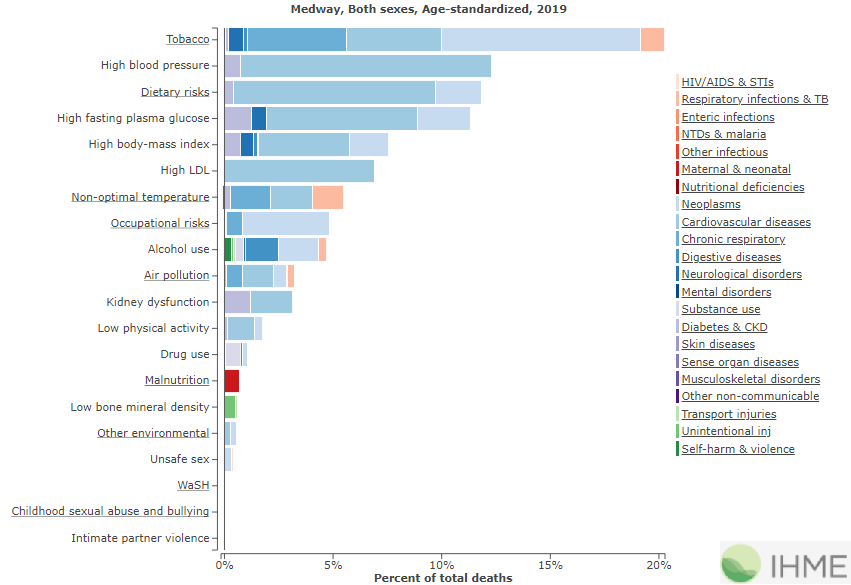 Medway, Both sexes, Age-standardized, 2019
Tobacco
High blood pressure
Dietary risks
High fasting plasma glucose
High body-mass index
High LDL
Non-optimal temperature
Occupational risks
Alcohol use
Air pollution
Kidney dysfunction
Low physical activity
Drug use
Malnutrition
Low bone mineral density
Other environmental
Unsafe sex
WaSH
Childhood sexual abuse and bullying
Intimate partner violence
0%
5%
10%
15%
20%
Percent of total deaths
HIV/AIDS & STIs
Respiratory infections & TB
Enteric infections
NTDs & malaria
Other infectious
Maternal & neonatal
Nutritional deficiencies
Neoplasms
Cardiovascular diseases
Chronic respiratory
Digestive diseases
Neurological disorders
Mental disorders
Substance use
Diabetes & CKD
Skin diseases
Sense organ diseases
Musculoskeletal disorders
Other non-communicable
Transport injuries
Unintentional inj
Self-harm & violence
IHME